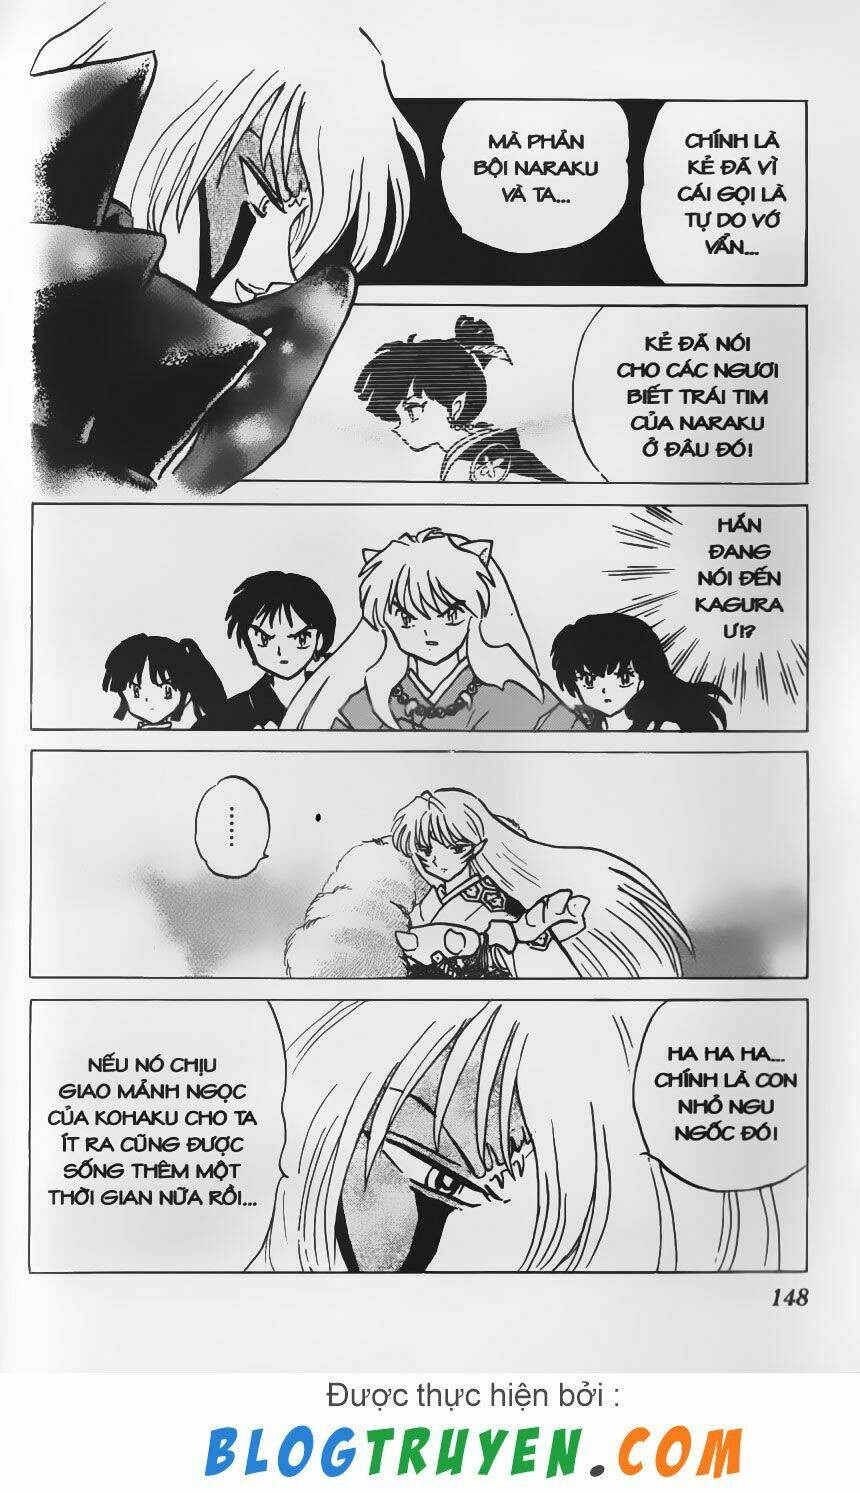 CHÍNH LÀ
KẺ ĐÃ VÌ
CÁI GỌI LÀ
TỰ DO VỚ
VẨN...
MÀ PHẢN
BỘI NARAKU
VÀ TA...
KẺ ĐÃ NÓI
CHO CÁC NGƯƠI
BIẾT TRÁI TIM
CỦA NARAKU
Ở ĐÂU ĐÓ!
HẮN
ĐANG
NÓI ĐẾN
KAGURA
Ư!?
........
HA HA HA...
CHÍNH LÀ CON
NHỎ NGU
NGỐC ĐÓ!
NẾU NÓ CHỊU
GIAO MẢNH NGỌC
CỦA KOHAKU CHO TA
ÍT RA CŨNG ĐƯỢC
SỐNG THÊM MỘT
THỜI GIAN NỮA RỒI...
148
Được thực hiện bởi :
BLOGTRUYEN.COM